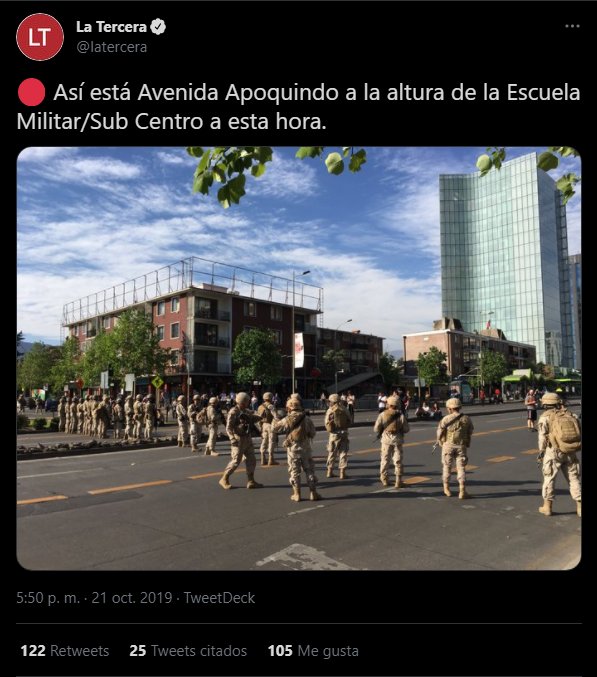 LT
La Tercera
@latercera
Así está Avenida Apoquindo a la altura de la Escuela
Militar/Sub Centro a esta hora.
5:50 p. m. · 21 oct. 2019 · TweetDeck
122 Retweets 25 Tweets citados 105 Me gusta